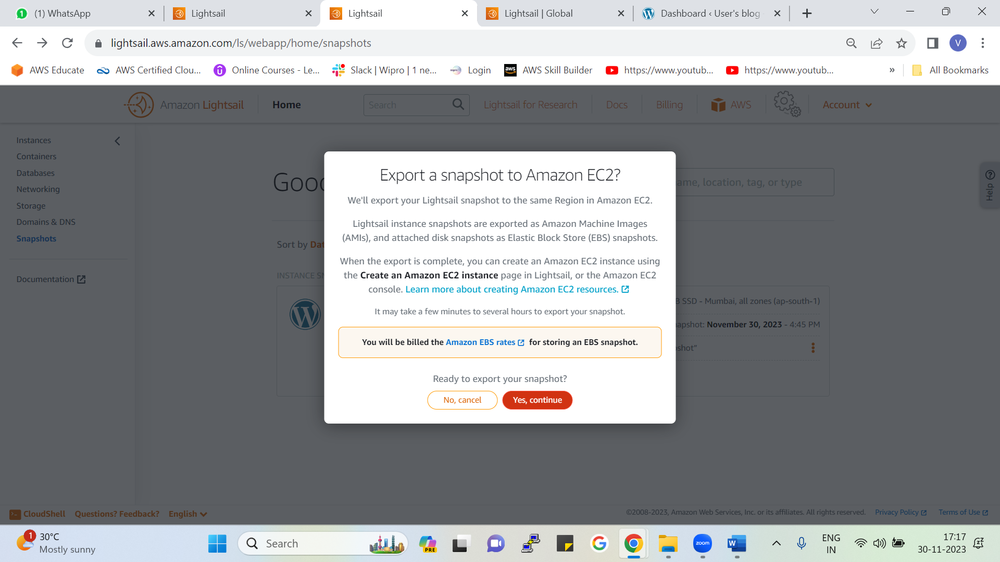 (1) WhatsApp
Lightsail
Lightsail
Lightsail | Global
Dashboard ‹ User's blog
lightsail.aws.amazon.com/ls/webapp/home/snapshots
V
AWS Educate
AWS Certified Clou...
Online Courses - Le...
Slack | Wipro | 1 ne...
Login
AWS Skill Builder
https://www.youtub...
https://www.youtub...
»
All Bookmarks
Amazon Lightsail
Home
Search
Lightsail for Research
Docs
Billing
AWS
Account
Instances
Containers
Databases
Networking
Storage
Domains & DNS
Snapshots
Documentation
Help
Goo
ame, location, tag, or type
Sort by Dat
INSTANCE SN
B SSD - Mumbai, all zones (ap-south-1)
apshot: November 30, 2023 - 4:45 PM
shot"
Export a snapshot to Amazon EC2?
We'll export your Lightsail snapshot to the same Region in Amazon EC2.
Lightsail instance snapshots are exported as Amazon Machine Images
(AMIs), and attached disk snapshots as Elastic Block Store (EBS) snapshots.
When the export is complete, you can create an Amazon EC2 instance using
the Create an Amazon EC2 instance page in Lightsail, or the Amazon EC2
console. Learn more about creating Amazon EC2 resources.
It may take a few minutes to several hours to export your snapshot.
You will be billed the Amazon EBS rates for storing an EBS snapshot.
Ready to export your snapshot?
No, cancel
Yes, continue
CloudShell
Questions? Feedback?
English
©2008-2023, Amazon Web Services, Inc. or its affiliates. All rights reserved.
Privacy Policy
Terms of Use
1
30°C
Mostly sunny
Search
PRE
zoom
W
ENG
IN
17:17
30-11-2023